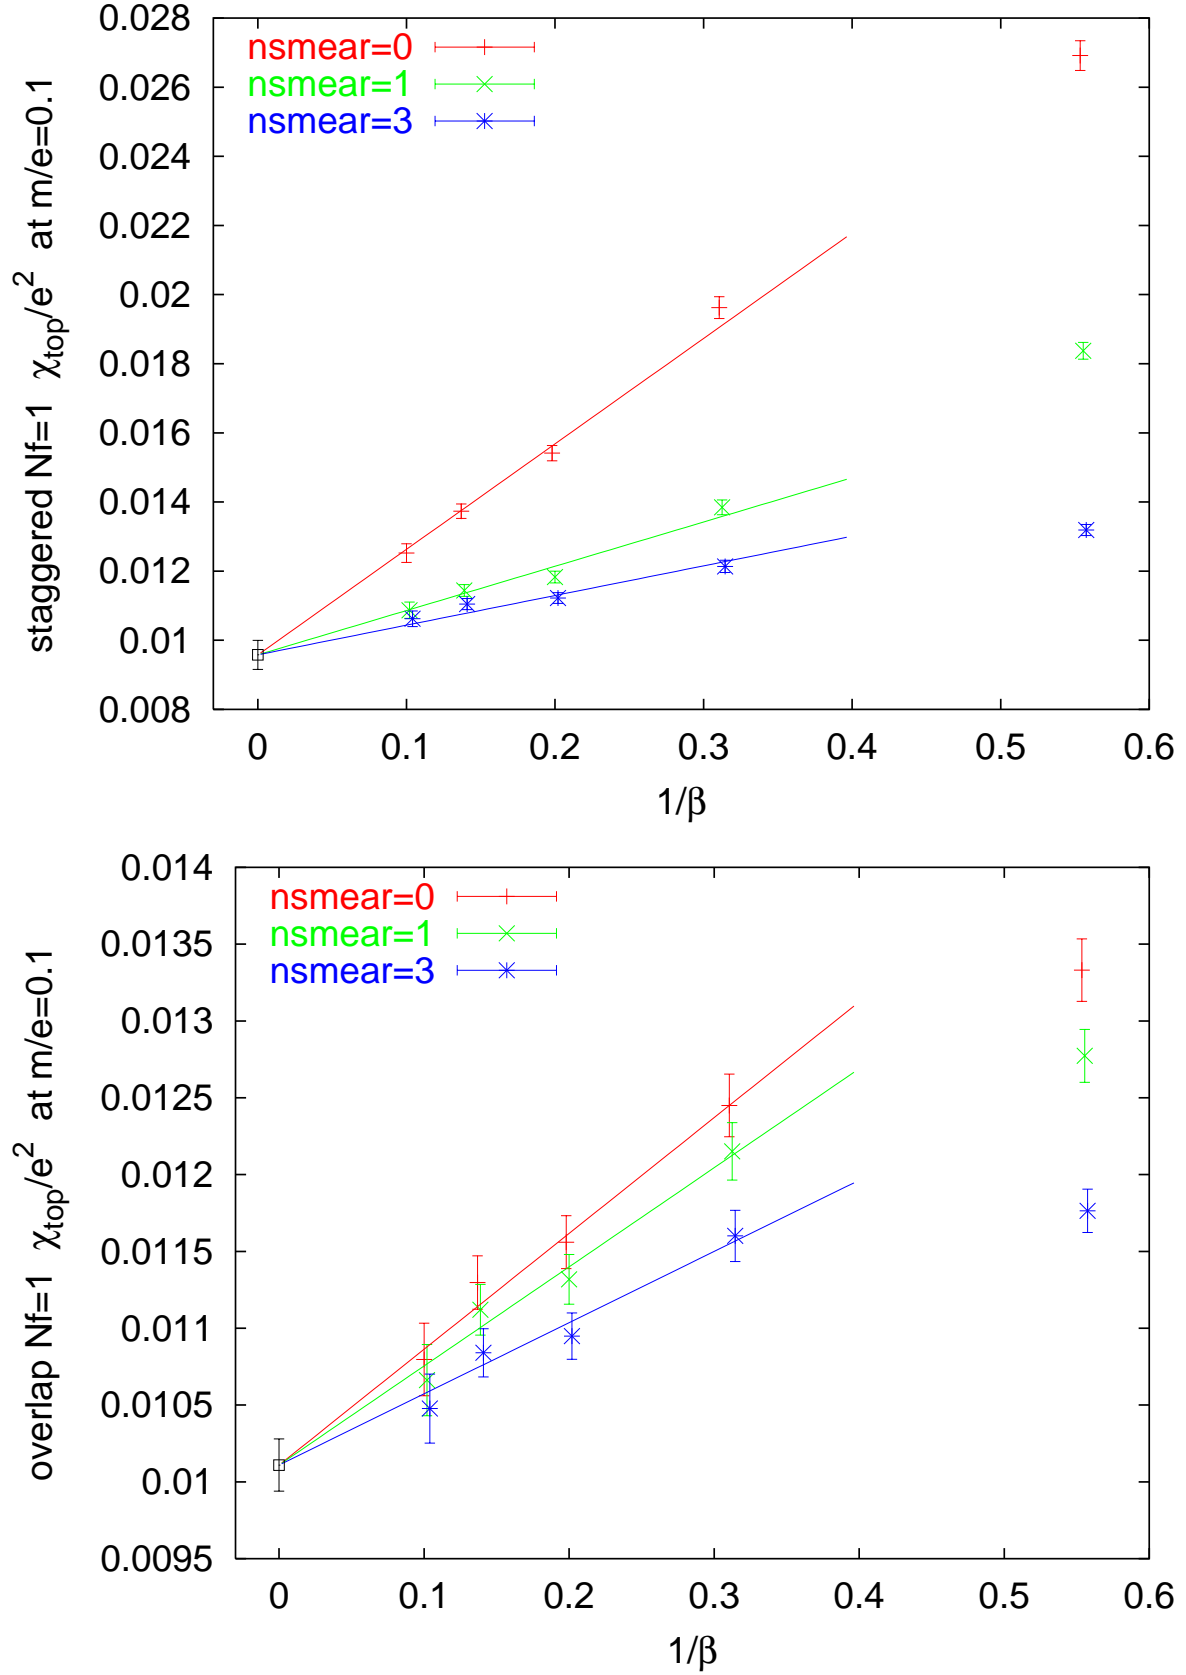 0.028
0.026
0.024
0.022
0.02
0.018
0.016
0.014
0.012
0.01
0.008
staggered Nf=1 χtop/e² at m/e=0.1
nsmear=0
nsmear=1
nsmear=3
0 0.1 0.2 0.3 0.4 0.5 0.6
1/β
0.014
0.0135
0.013
0.0125
0.012
0.0115
0.011
0.0105
0.01
0.0095
overlap Nf=1 χtop/e² at m/e=0.1
nsmear=0
nsmear=1
nsmear=3
0 0.1 0.2 0.3 0.4 0.5 0.6
1/β